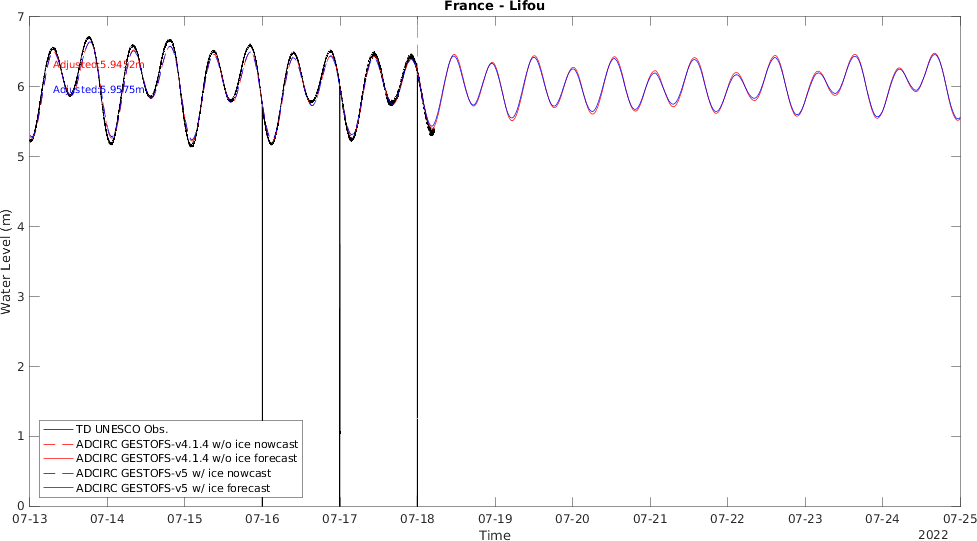 France - Lifou
7
6
5
4
3
2
1
0
Water Level (m)
Adjusted:5.9452m
Adjusted:5.9575m
TD UNESCO Obs.
ADCIRC GESTOFS-v4.1.4 w/o ice nowcast
ADCIRC GESTOFS-v4.1.4 w/o ice forecast
ADCIRC GESTOFS-v5 w/ ice nowcast
ADCIRC GESTOFS-v5 w/ ice forecast
07-13 07-14 07-15 07-16 07-17 07-18 07-19 07-20 07-21 07-22 07-23 07-24 07-25
Time
2022